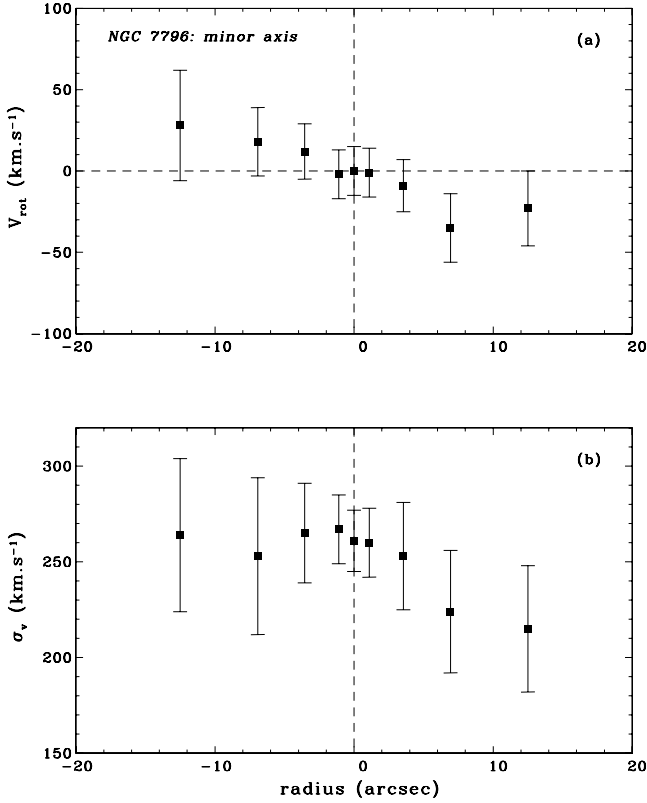 100
NGC 7796: minor axis
(a)
50
0
-50
-100
V_rot (km.s⁻¹)
-20 -10 0 10 20
(b)
300
250
200
150
σ_v (km.s⁻¹)
-20 -10 0 10 20
radius (arcsec)